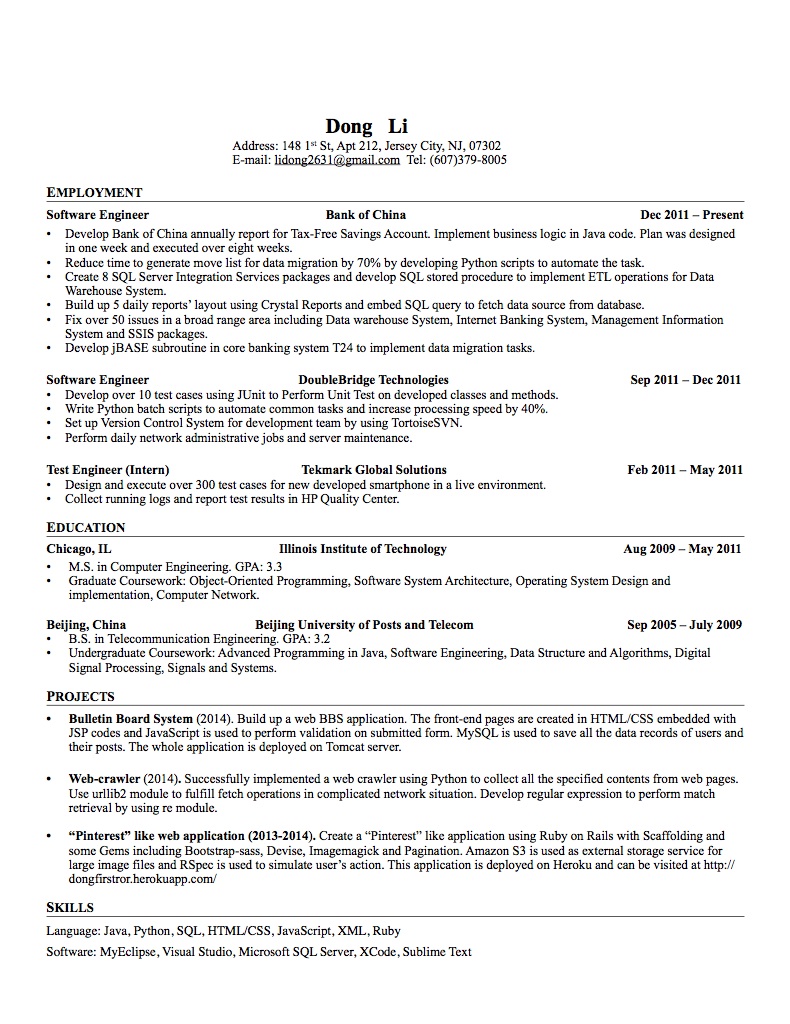 Dong Li
Address: 148 1st St, Apt 212, Jersey City, NJ, 07302
E-mail: lidong2631@gmail.com Tel: (607)379-8005
EMPLOYMENT
Software Engineer Bank of China Dec 2011 – Present
• Develop Bank of China annually report for Tax-Free Savings Account. Implement business logic in Java code. Plan was designed
in one week and executed over eight weeks.
• Reduce time to generate move list for data migration by 70% by developing Python scripts to automate the task.
• Create 8 SQL Server Integration Services packages and develop SQL stored procedure to implement ETL operations for Data
Warehouse System.
• Build up 5 daily reports’ layout using Crystal Reports and embed SQL query to fetch data source from database.
• Fix over 50 issues in a broad range area including Data warehouse System, Internet Banking System, Management Information
System and SSIS packages.
• Develop jBASE subroutine in core banking system T24 to implement data migration tasks.
Software Engineer DoubleBridge Technologies Sep 2011 – Dec 2011
• Develop over 10 test cases using JUnit to Perform Unit Test on developed classes and methods.
• Write Python batch scripts to automate common tasks and increase processing speed by 40%.
• Set up Version Control System for development team by using TortoiseSVN.
• Perform daily network administrative jobs and server maintenance.
Test Engineer (Intern) Tekmark Global Solutions Feb 2011 – May 2011
• Design and execute over 300 test cases for new developed smartphone in a live environment.
• Collect running logs and report test results in HP Quality Center.
EDUCATION
Chicago, IL Illinois Institute of Technology Aug 2009 – May 2011
• M.S. in Computer Engineering. GPA: 3.3
• Graduate Coursework: Object-Oriented Programming, Software System Architecture, Operating System Design and
implementation, Computer Network.
Beijing, China Beijing University of Posts and Telecom Sep 2005 – July 2009
• B.S. in Telecommunication Engineering. GPA: 3.2
• Undergraduate Coursework: Advanced Programming in Java, Software Engineering, Data Structure and Algorithms, Digital
Signal Processing, Signals and Systems.
PROJECTS
• Bulletin Board System (2014). Build up a web BBS application. The front-end pages are created in HTML/CSS embedded with
JSP codes and JavaScript is used to perform validation on submitted form. MySQL is used to save all the data records of users and
their posts. The whole application is deployed on Tomcat server.
• Web-crawler (2014). Successfully implemented a web crawler using Python to collect all the specified contents from web pages.
Use urllib2 module to fulfill fetch operations in complicated network situation. Develop regular expression to perform match
retrieval by using re module.
• “Pinterest” like web application (2013-2014). Create a “Pinterest” like application using Ruby on Rails with Scaffolding and
some Gems including Bootstrap-sass, Devise, Imagemagick and Pagination. Amazon S3 is used as external storage service for
large image files and RSpec is used to simulate user’s action. This application is deployed on Heroku and can be visited at http://
dongfirstror.herokuapp.com/
SKILLS
Language: Java, Python, SQL, HTML/CSS, JavaScript, XML, Ruby
Software: MyEclipse, Visual Studio, Microsoft SQL Server, XCode, Sublime Text